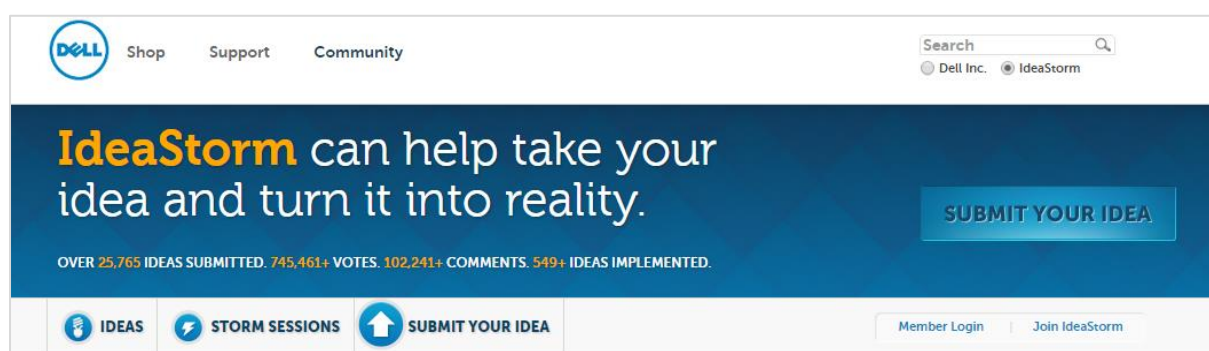 DELL Shop Support Community
Search
Dell Inc. IdeaStorm
IdeaStorm can help take your
idea and turn it into reality.
SUBMIT YOUR IDEA
OVER 25,765 IDEAS SUBMITTED. 745,461+ VOTES. 102,241+ COMMENTS. 549+ IDEAS IMPLEMENTED.
IDEAS STORM SESSIONS SUBMIT YOUR IDEA Member Login Join IdeaStorm